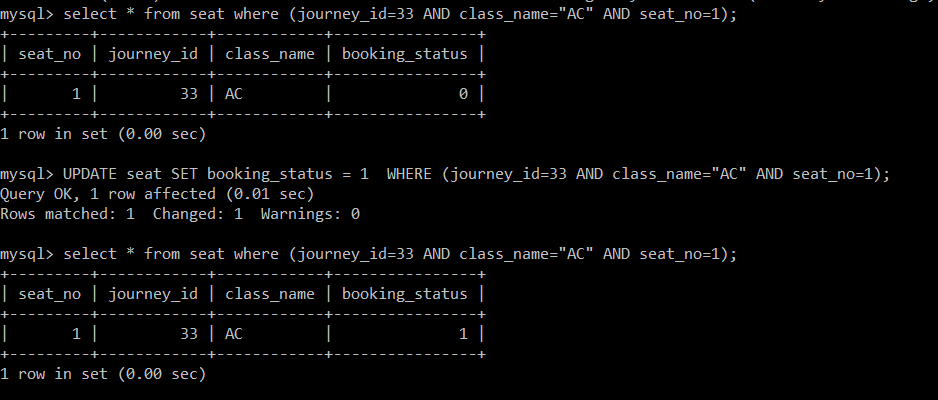 mysql> select * from seat where (journey_id=33 AND class_name="AC" AND seat_no=1);
+---------+------------+------------+----------------+
| seat_no | journey_id | class_name | booking_status |
+---------+------------+------------+----------------+
|       1 |         33 | AC         |              0 |
+---------+------------+------------+----------------+
1 row in set (0.00 sec)
mysql> UPDATE seat SET booking_status = 1  WHERE (journey_id=33 AND class_name="AC" AND seat_no=1);
Query OK, 1 row affected (0.01 sec)
Rows matched: 1  Changed: 1  Warnings: 0
mysql> select * from seat where (journey_id=33 AND class_name="AC" AND seat_no=1);
+---------+------------+------------+----------------+
| seat_no | journey_id | class_name | booking_status |
+---------+------------+------------+----------------+
|       1 |         33 | AC         |              1 |
+---------+------------+------------+----------------+
1 row in set (0.00 sec)